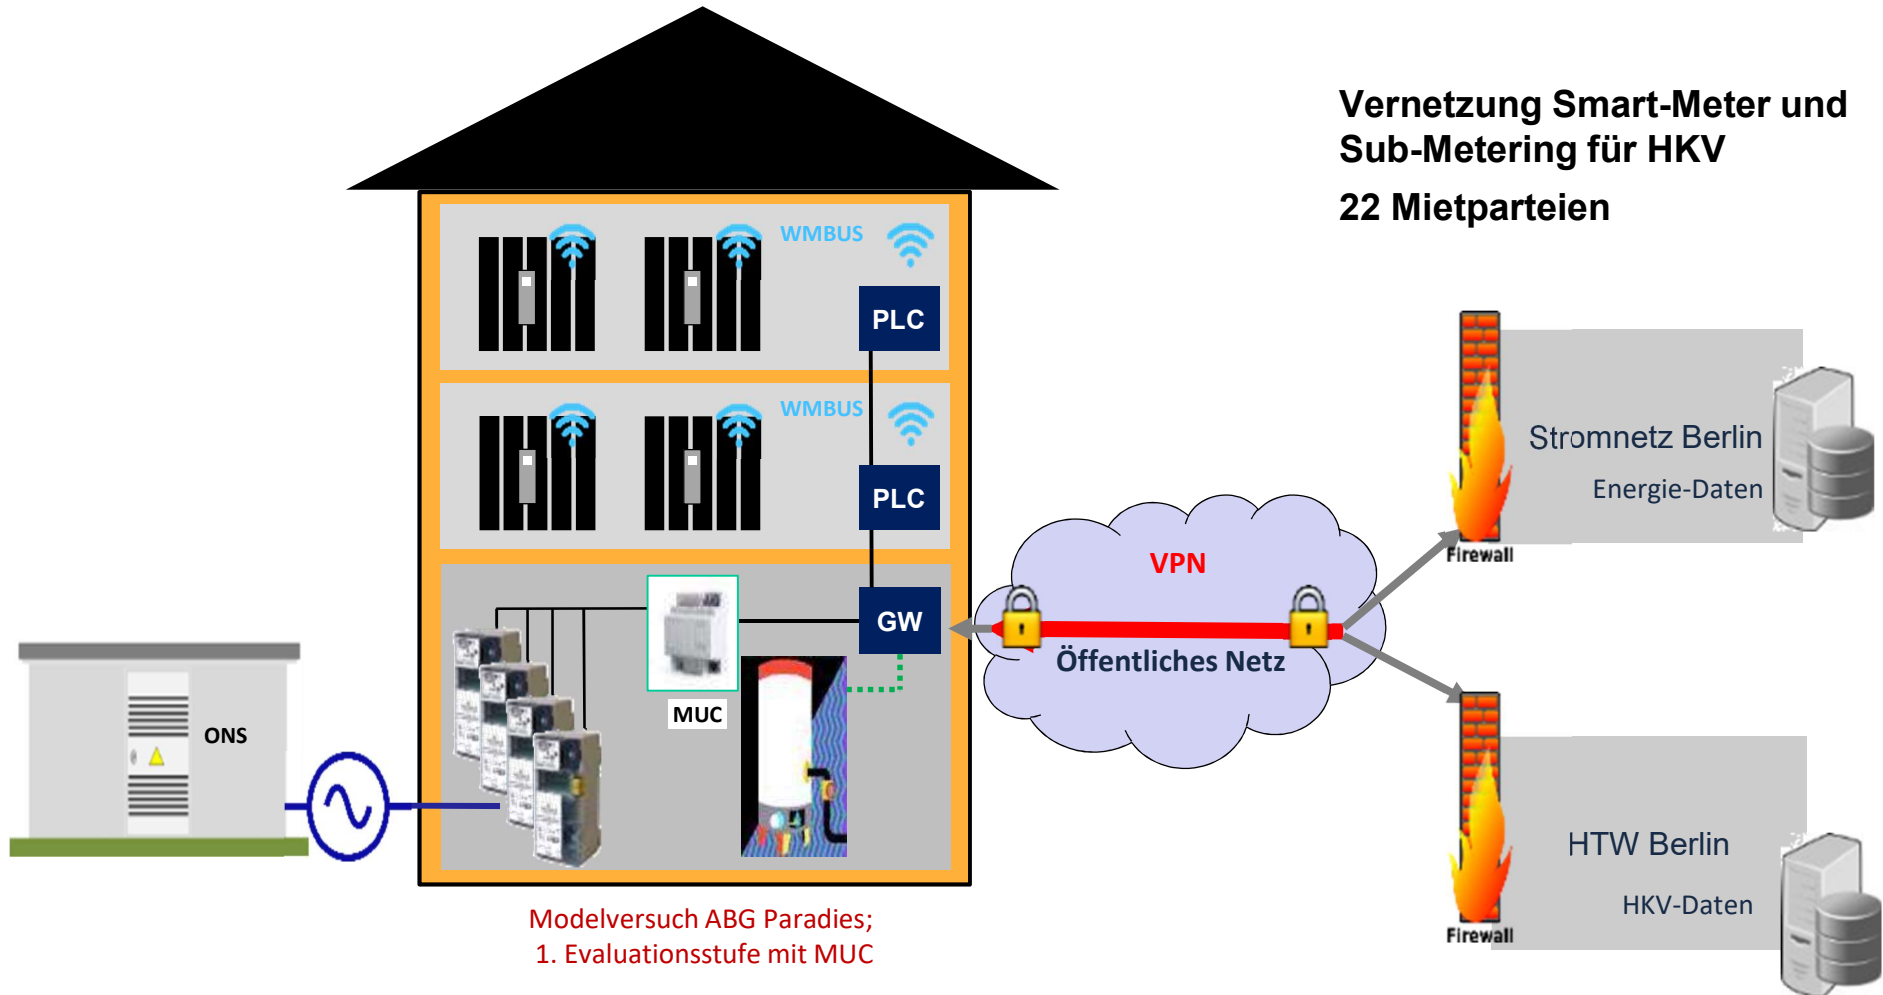 Vernetzung Smart-Meter und
Sub-Metering für HKV
22 Mietparteien
WMBUS
PLC
WMBUS
PLC
GW
MUC
ONS
VPN
Öffentliches Netz
Stromnetz Berlin
Energie-Daten
Firewall
HTW Berlin
HKV-Daten
Firewall
Modelversuch ABG Paradies;
1. Evaluationsstufe mit MUC